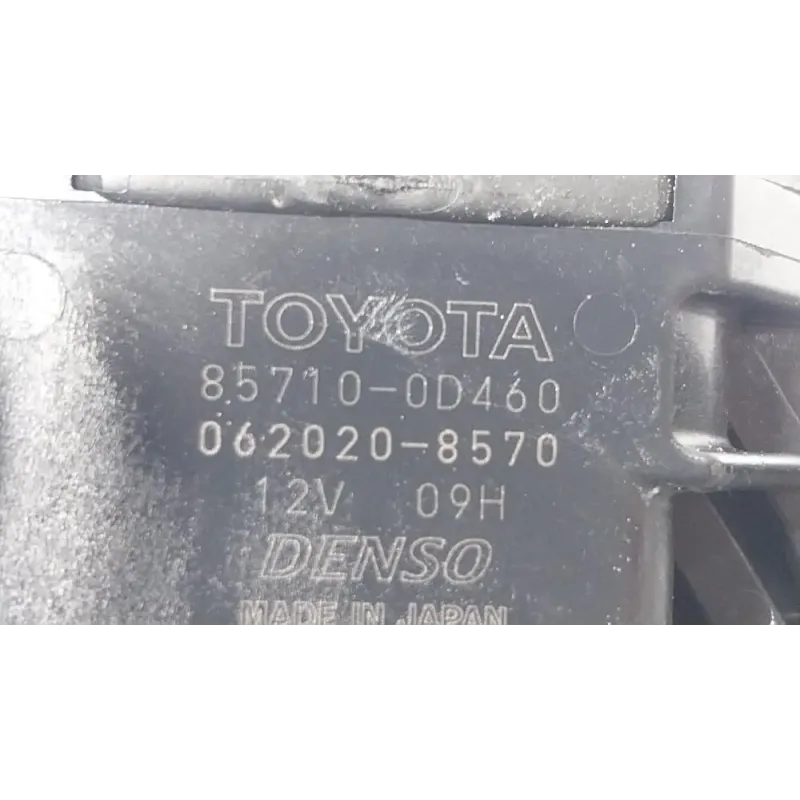 TOYOTA
85710-0D460
062020-8570
12V 09H
DENSO
MADE IN JAPAN